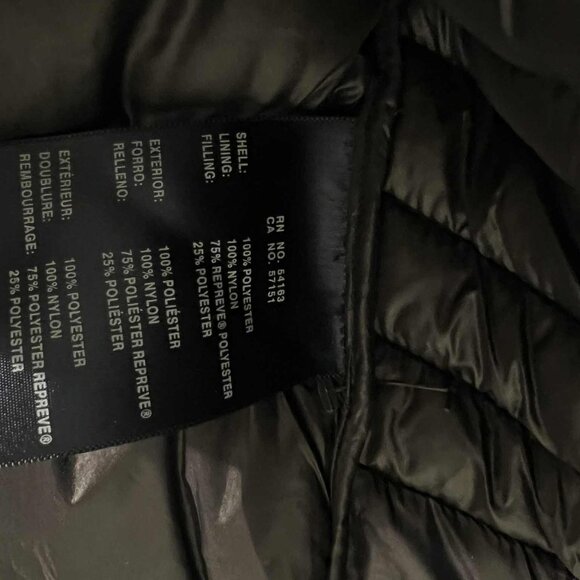 RN NO. 54163
CA NO. 57151
SHELL: 100% POLYESTER
LINING: 100% NYLON
FILLING: 75% REPREVE® POLYESTER
25% POLYESTER
EXTERIOR: 100% POLIÉSTER
FORRO: 100% NYLON
RELLENO: 75% POLIÉSTER REPREVE®
25% POLIÉSTER
EXTÉRIEUR: 100% POLYESTER
DOUBLURE: 100% NYLON
REMBOURRAGE: 75% POLYESTER REPREVE®
25% POLYESTER